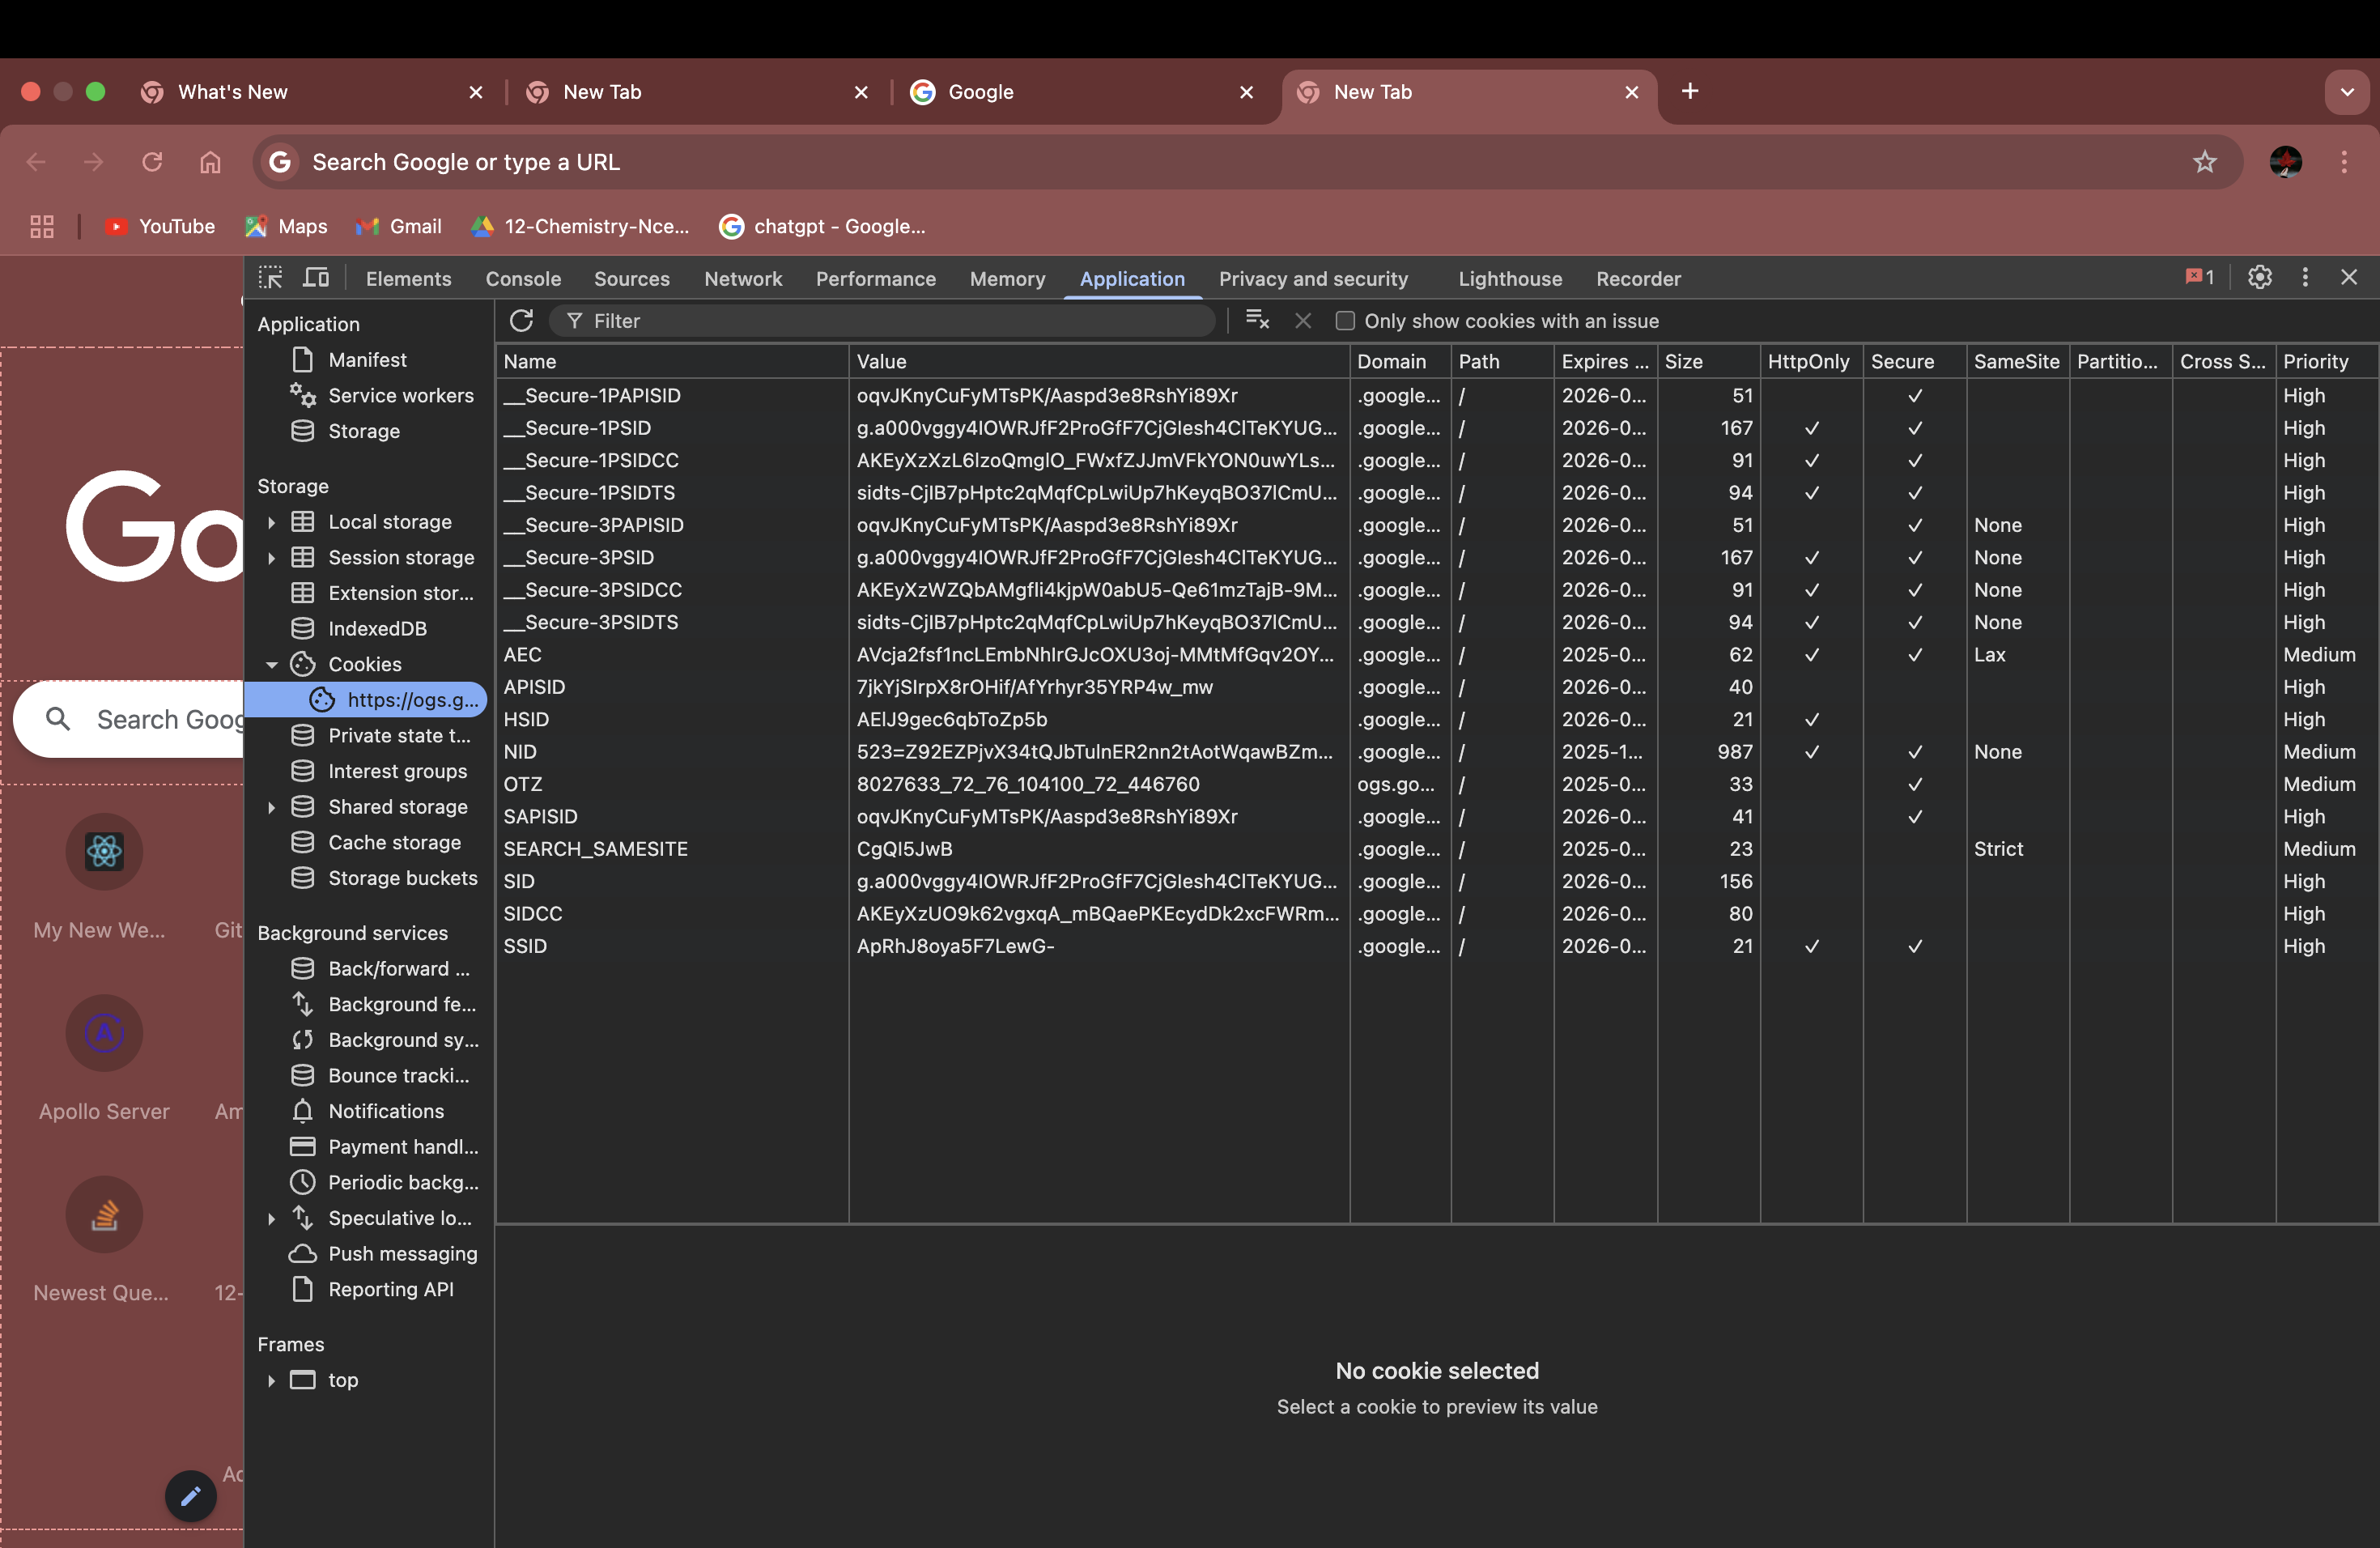 What's New
New Tab
Google
New Tab
Search Google or type a URL
YouTube Maps Gmail 12-Chemistry-Nce... chatgpt - Google...
Elements Console Sources Network Performance Memory Application Privacy and security Lighthouse Recorder 1
Go
Search Goog
My New We... Git
Apollo Server Am
Newest Que... 12-
Ad
Application
Manifest
Service workers
Storage
Storage
Local storage
Session storage
Extension stor...
IndexedDB
Cookies
https://ogs.g...
Private state t...
Interest groups
Shared storage
Cache storage
Storage buckets
Background services
Back/forward ...
Background fe...
Background sy...
Bounce tracki...
Notifications
Payment handl...
Periodic backg...
Speculative lo...
Push messaging
Reporting API
Frames
top
Filter Only show cookies with an issue
Name Value Domain Path Expires ... Size HttpOnly Secure SameSite Partitio... Cross S... Priority
__Secure-1PAPISID oqvJKnyCuFyMTsPK/Aaspd3e8RshYi89Xr .google... / 2026-0... 51 ✓ High
__Secure-1PSID g.a000vggy4IOWRJfF2ProGfF7CjGIesh4ClTeKYUG... .google... / 2026-0... 167 ✓ ✓ High
__Secure-1PSIDCC AKEyXzXzL6IzoQmglO_FWxfZJJmVFkYON0uwYLs... .google... / 2026-0... 91 ✓ ✓ High
__Secure-1PSIDTS sidts-CjIB7pHptc2qMqfCpLwiUp7hKeyqBO37lCmU... .google... / 2026-0... 94 ✓ ✓ High
__Secure-3PAPISID oqvJKnyCuFyMTsPK/Aaspd3e8RshYi89Xr .google... / 2026-0... 51 ✓ None High
__Secure-3PSID g.a000vggy4IOWRJfF2ProGfF7CjGIesh4ClTeKYUG... .google... / 2026-0... 167 ✓ ✓ None High
__Secure-3PSIDCC AKEyXzWZQbAMgfli4kjpW0abU5-Qe61mzTajB-9M... .google... / 2026-0... 91 ✓ ✓ None High
__Secure-3PSIDTS sidts-CjIB7pHptc2qMqfCpLwiUp7hKeyqBO37lCmU... .google... / 2026-0... 94 ✓ ✓ None High
AEC AVcja2fsf1ncLEmbNhIrGJcOXU3oj-MMtMfGqv2OY... .google... / 2025-0... 62 ✓ ✓ Lax Medium
APISID 7jkYjSIrpX8rOHif/AfYrhyr35YRP4w_mw .google... / 2026-0... 40 High
HSID AElJ9gec6qbToZp5b .google... / 2026-0... 21 ✓ High
NID 523=Z92EZPjvX34tQJbTulnER2nn2tAotWqawBZm... .google... / 2025-1... 987 ✓ ✓ None Medium
OTZ 8027633_72_76_104100_72_446760 ogs.go... / 2025-0... 33 ✓ Medium
SAPISID oqvJKnyCuFyMTsPK/Aaspd3e8RshYi89Xr .google... / 2026-0... 41 ✓ High
SEARCH_SAMESITE CgQI5JwB .google... / 2025-0... 23 Strict Medium
SID g.a000vggy4IOWRJfF2ProGfF7CjGIesh4ClTeKYUG... .google... / 2026-0... 156 High
SIDCC AKEyXzUO9k62vgxqA_mBQaePKEcydDk2xcFWRm... .google... / 2026-0... 80 High
SSID ApRhJ8oya5F7LewG- .google... / 2026-0... 21 ✓ ✓ High
No cookie selected
Select a cookie to preview its value